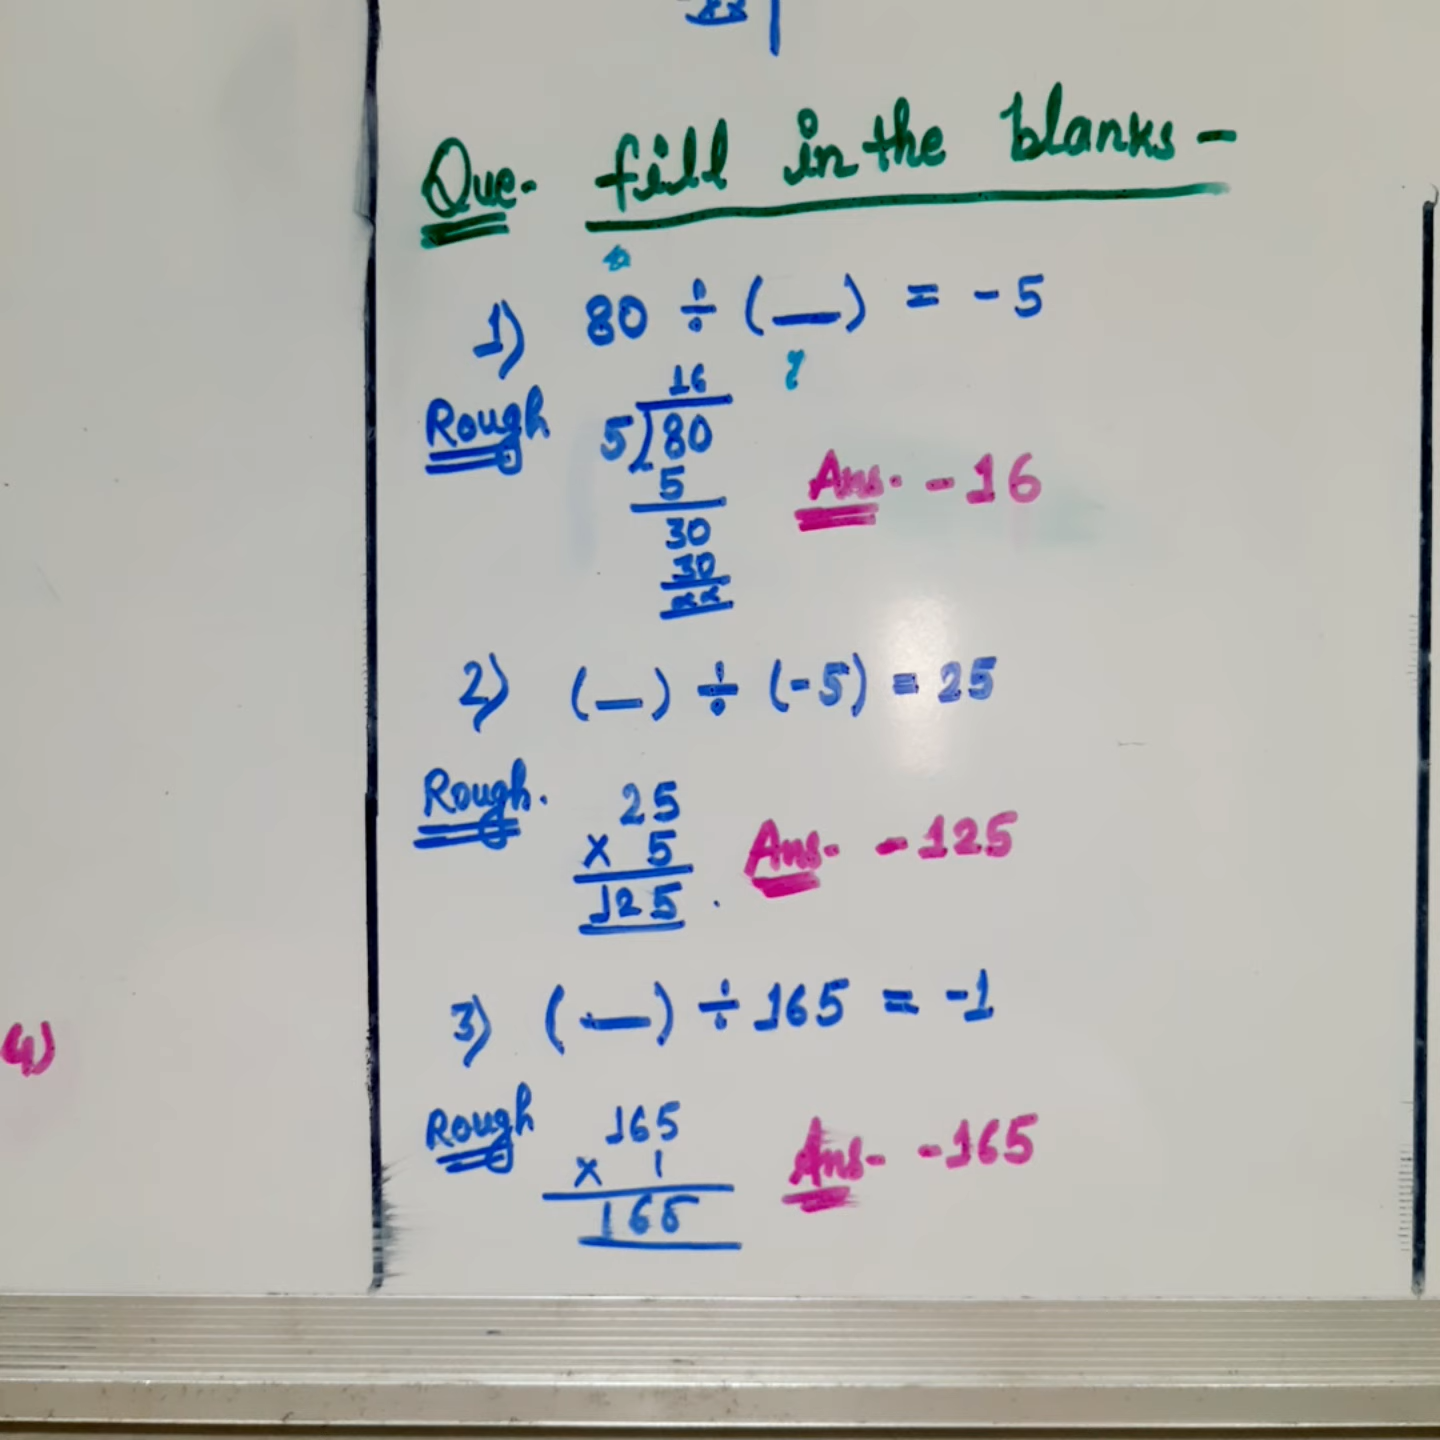 Que. fill in the blanks -
1) 80 ÷ ( __ ) = - 5
?
Rough
16
5)80
5
30
30
xx
Ans. - 16
2) ( __ ) ÷ (-5) = 25
Rough.
25
x 5
125
Ans. - 125
3) ( __ ) ÷ 165 = -1
Rough
165
x 1
165
Ans- -165
4)